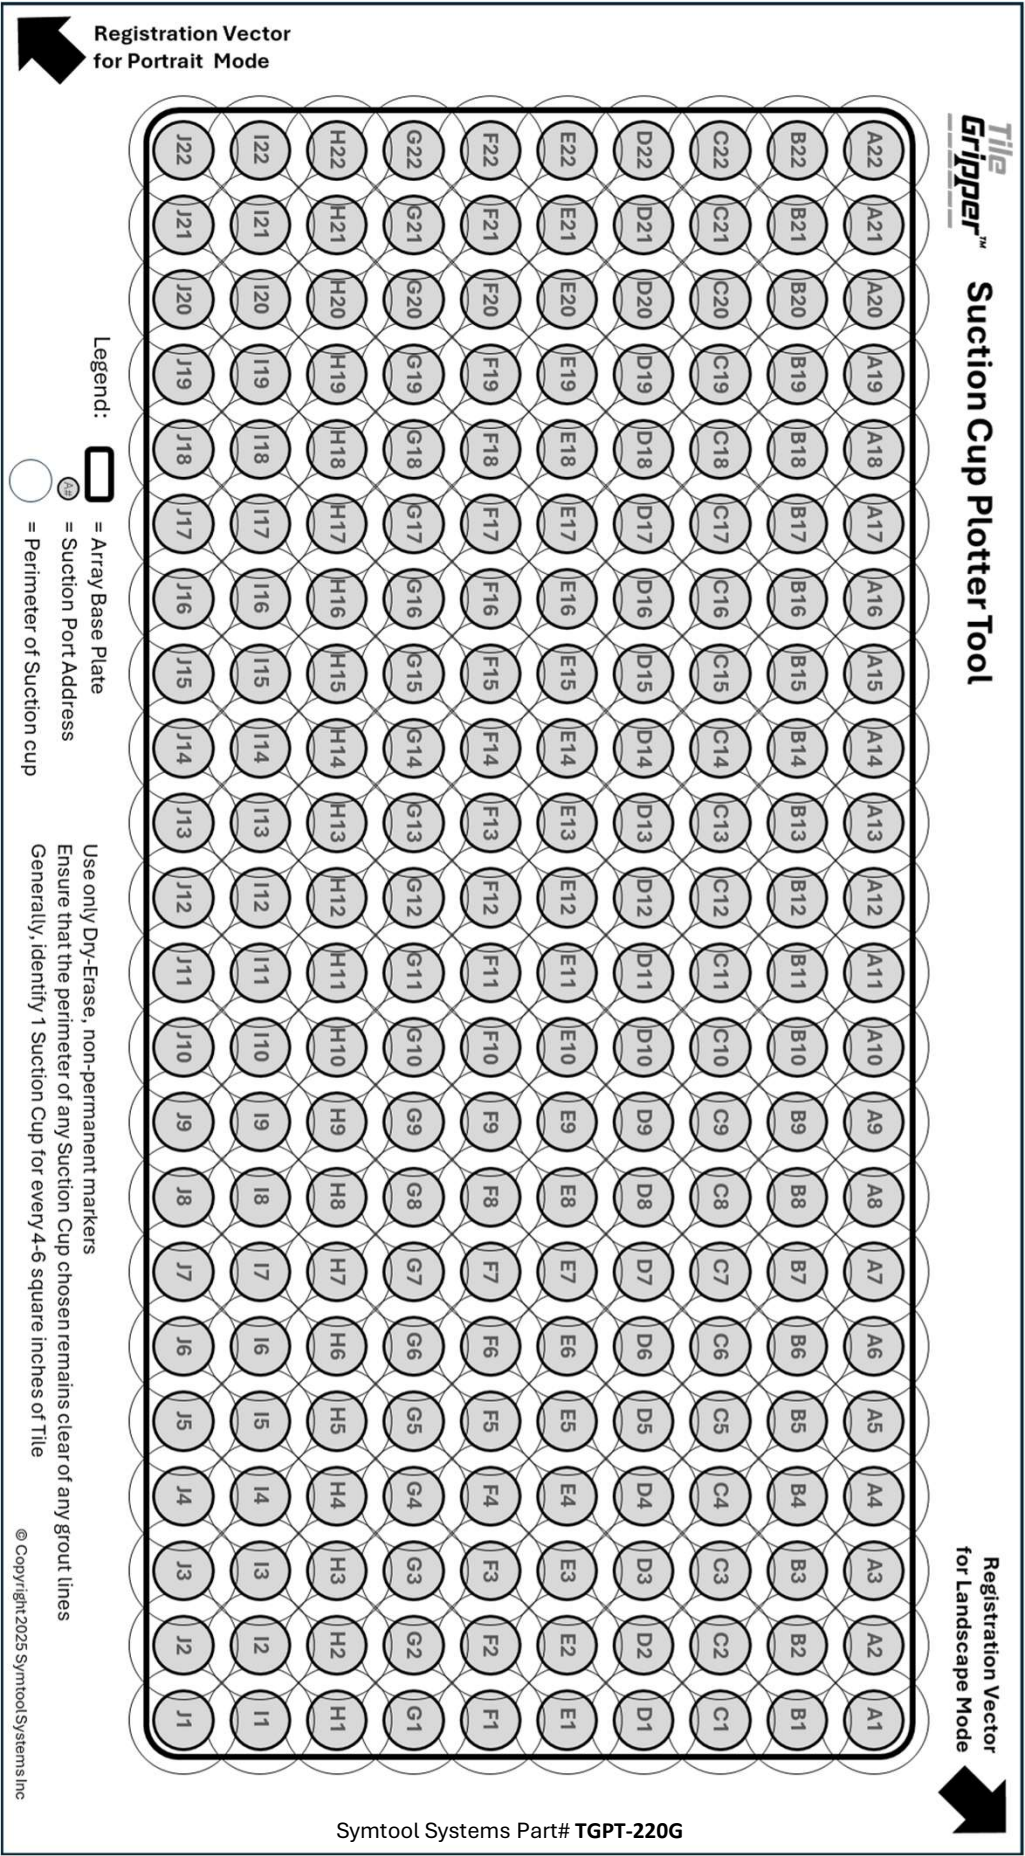 Registration Vector
for Portrait Mode
Tile
Gripper™
Suction Cup Plotter Tool
Registration Vector
for Landscape Mode
J22 I22 H22 G22 F22 E22 D22 C22 B22 A22
J21 I21 H21 G21 F21 E21 D21 C21 B21 A21
J20 I20 H20 G20 F20 E20 D20 C20 B20 A20
J19 I19 H19 G19 F19 E19 D19 C19 B19 A19
J18 I18 H18 G18 F18 E18 D18 C18 B18 A18
J17 I17 H17 G17 F17 E17 D17 C17 B17 A17
J16 I16 H16 G16 F16 E16 D16 C16 B16 A16
J15 I15 H15 G15 F15 E15 D15 C15 B15 A15
J14 I14 H14 G14 F14 E14 D14 C14 B14 A14
J13 I13 H13 G13 F13 E13 D13 C13 B13 A13
J12 I12 H12 G12 F12 E12 D12 C12 B12 A12
J11 I11 H11 G11 F11 E11 D11 C11 B11 A11
J10 I10 H10 G10 F10 E10 D10 C10 B10 A10
J9 I9 H9 G9 F9 E9 D9 C9 B9 A9
J8 I8 H8 G8 F8 E8 D8 C8 B8 A8
J7 I7 H7 G7 F7 E7 D7 C7 B7 A7
J6 I6 H6 G6 F6 E6 D6 C6 B6 A6
J5 I5 H5 G5 F5 E5 D5 C5 B5 A5
J4 I4 H4 G4 F4 E4 D4 C4 B4 A4
J3 I3 H3 G3 F3 E3 D3 C3 B3 A3
J2 I2 H2 G2 F2 E2 D2 C2 B2 A2
J1 I1 H1 G1 F1 E1 D1 C1 B1 A1
Legend:
= Array Base Plate
A# = Suction Port Address
= Perimeter of Suction cup
Use only Dry-Erase, non-permanent markers
Ensure that the perimeter of any Suction Cup chosen remains clear of any grout lines
Generally, identify 1 Suction Cup for every 4-6 square inches of Tile
© Copyright 2025 Symtool Systems Inc
Symtool Systems Part# TGPT-220G